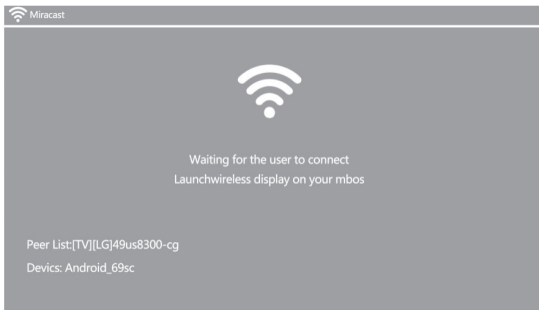 Miracast
Waiting for the user to connect
Launchwireless display on your mbos
Peer List:[TV][LG]49us8300-cg
Devics: Android_69sc